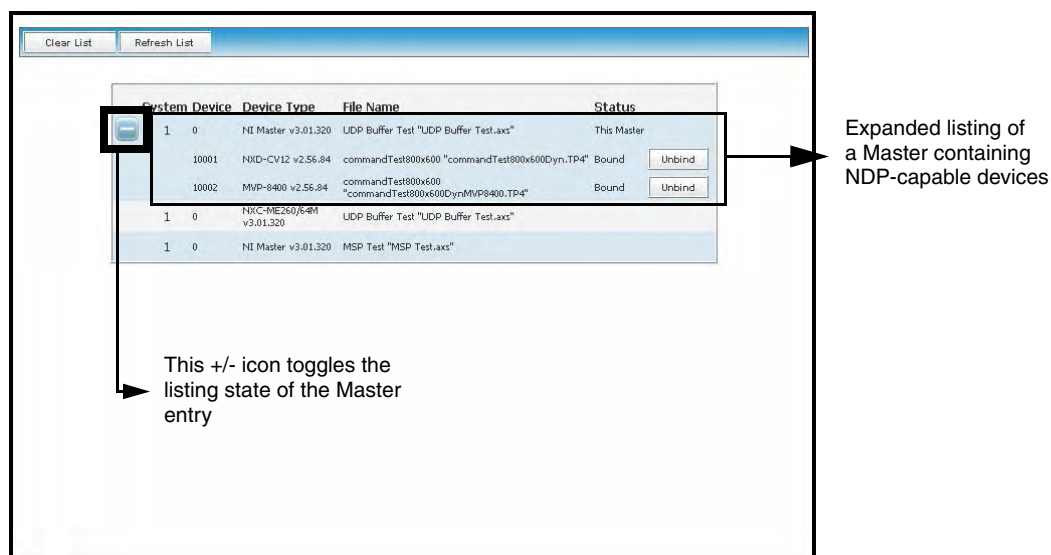 Clear List Refresh List
System Device Device Type File Name Status
1 0 NI Master v3.01.320 UDP Buffer Test "UDP Buffer Test.axs" This Master
10001 NXD-CV12 v2.56.84 commandTest800x600 "commandTest800x600Dyn.TP4" Bound Unbind
10002 MVP-8400 v2.56.84 commandTest800x600 "commandTest800x600DynMVP8400.TP4" Bound Unbind
1 0 NXC-ME260/64M v3.01.320 UDP Buffer Test "UDP Buffer Test.axs"
1 0 NI Master v3.01.320 MSP Test "MSP Test.axs"
Expanded listing of
a Master containing
NDP-capable devices
This +/- icon toggles the
listing state of the Master
entry